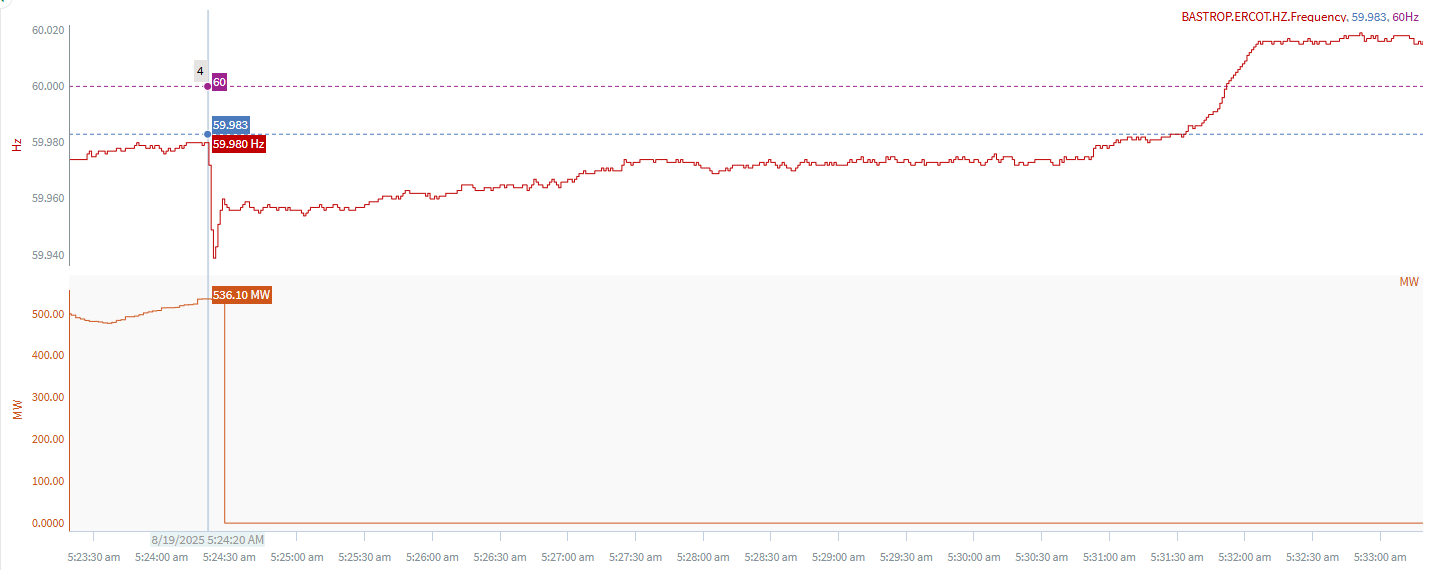 BASTROP.ERCOT.HZ.Frequency, 59.983, 60Hz
60.020
4
60
60.000
59.983
59.980
59.980 Hz
Hz
59.960
59.940
MW
536.10 MW
500.00
400.00
300.00
MW
200.00
100.00
0.0000
8/19/2025 5:24:20 AM
5:23:30 am 5:24:00 am 5:24:30 am 5:25:00 am 5:25:30 am 5:26:00 am 5:26:30 am 5:27:00 am 5:27:30 am 5:28:00 am 5:28:30 am 5:29:00 am 5:29:30 am 5:30:00 am 5:30:30 am 5:31:00 am 5:31:30 am 5:32:00 am 5:32:30 am 5:33:00 am